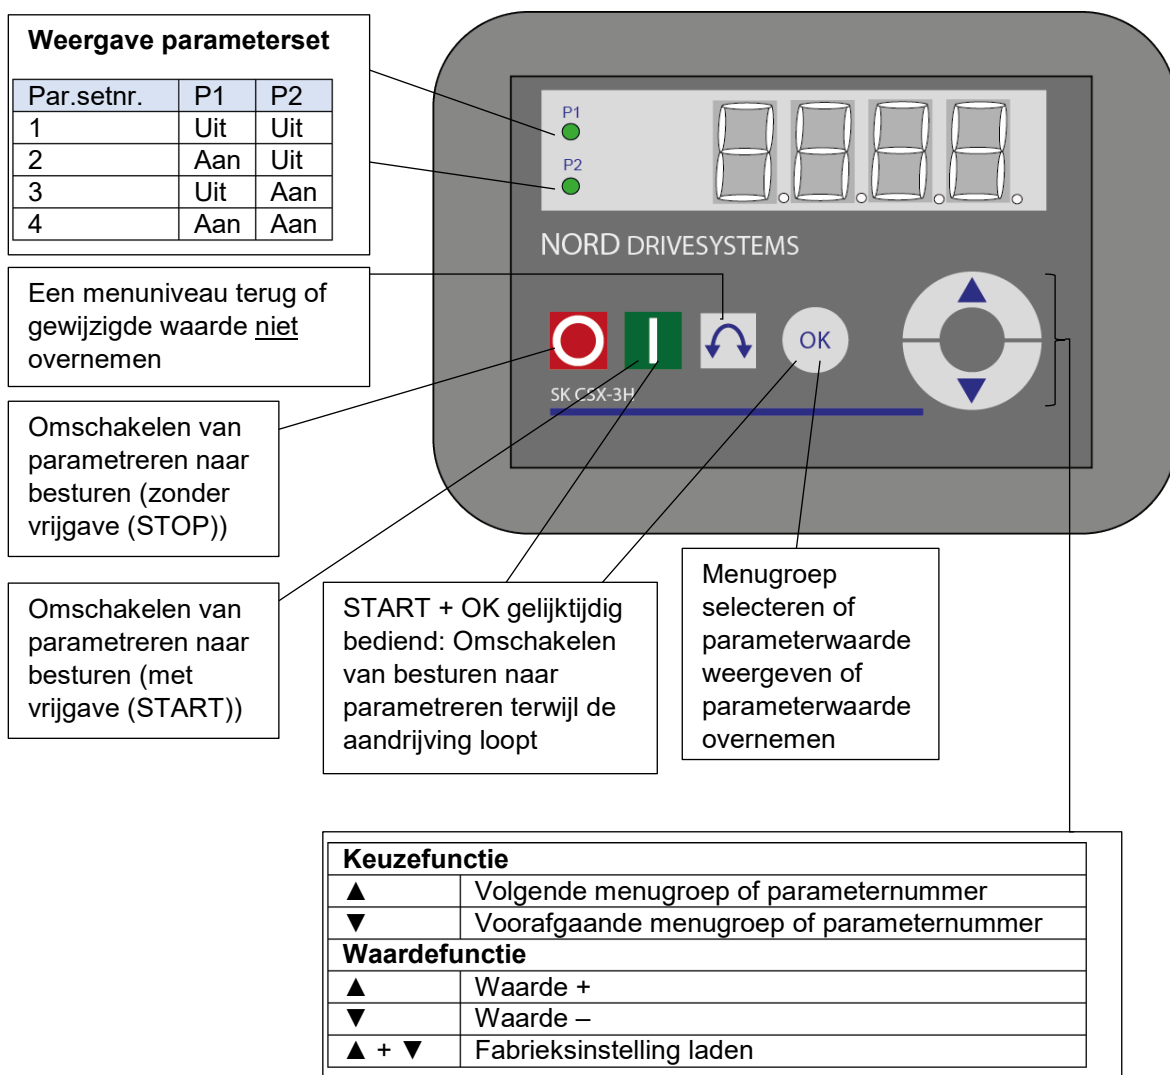 Weergave parameterset
Par.setnr. P1 P2
1 Uit Uit
2 Aan Uit
3 Uit Aan
4 Aan Aan
P1
P2
8.8.8.8.
NORD DRIVESYSTEMS
Een menuniveau terug of
gewijzigde waarde niet
overnemen
OK
SK CSX-3H
Omschakelen van
parametreren naar
besturen (zonder
vrijgave (STOP))
Omschakelen van
parametreren naar
besturen (met
vrijgave (START))
START + OK gelijktijdig
bediend: Omschakelen
van besturen naar
parametreren terwijl de
aandrijving loopt
Menugroep
selecteren of
parameterwaarde
weergeven of
parameterwaarde
overnemen
Keuzefunctie
▲ Volgende menugroep of parameternummer
▼ Voorafgaande menugroep of parameternummer
Waardefunctie
▲ Waarde +
▼ Waarde –
▲ + ▼ Fabrieksinstelling laden